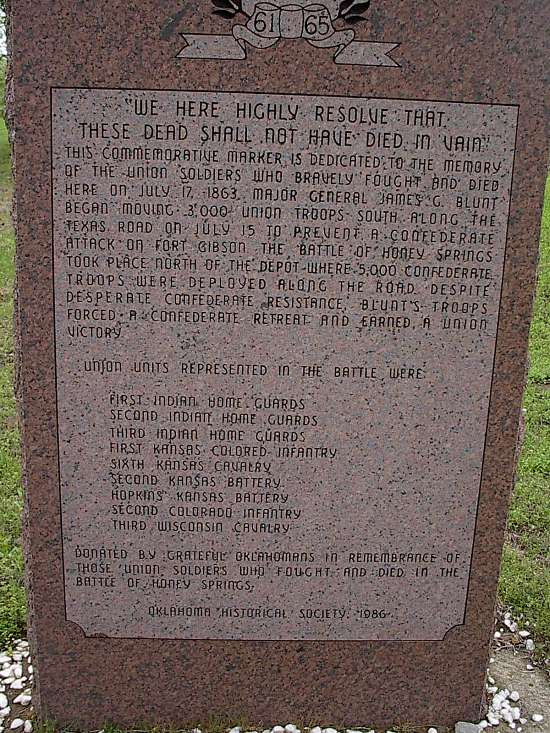 61 65
"WE HERE HIGHLY RESOLVE THAT
THESE DEAD SHALL NOT HAVE DIED IN VAIN"
THIS COMMEMORATIVE MARKER IS DEDICATED TO THE MEMORY
OF THE UNION SOLDIERS WHO BRAVELY FOUGHT AND DIED
HERE ON JULY 17, 1863. MAJOR GENERAL JAMES G. BLUNT
BEGAN MOVING 3,000 UNION TROOPS SOUTH ALONG THE
TEXAS ROAD ON JULY 15 TO PREVENT A CONFEDERATE
ATTACK ON FORT GIBSON. THE BATTLE OF HONEY SPRINGS
TOOK PLACE NORTH OF THE DEPOT WHERE 5,000 CONFEDERATE
TROOPS WERE DEPLOYED ALONG THE ROAD. DESPITE
DESPERATE CONFEDERATE RESISTANCE, BLUNT'S TROOPS
FORCED A CONFEDERATE RETREAT AND EARNED A UNION
VICTORY.
UNION UNITS REPRESENTED IN THE BATTLE WERE:
FIRST INDIAN HOME GUARDS
SECOND INDIAN HOME GUARDS
THIRD INDIAN HOME GUARDS
FIRST KANSAS COLORED INFANTRY
SIXTH KANSAS CAVALRY
SECOND KANSAS BATTERY
HOPKINS' KANSAS BATTERY
SECOND COLORADO INFANTRY
THIRD WISCONSIN CAVALRY
DONATED BY GRATEFUL OKLAHOMANS IN REMEMBRANCE OF
THOSE UNION SOLDIERS WHO FOUGHT AND DIED IN THE
BATTLE OF HONEY SPRINGS.
OKLAHOMA HISTORICAL SOCIETY, 1986